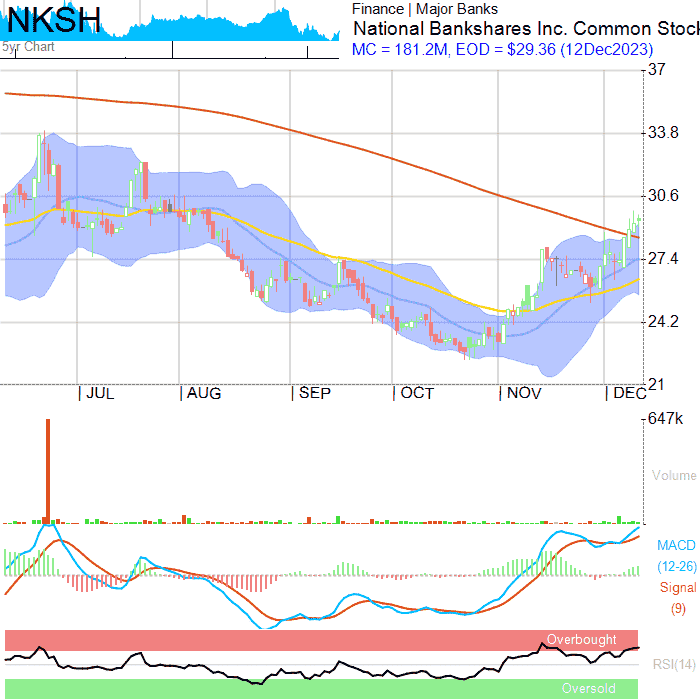 NKSH
5yr Chart
Finance | Major Banks
National Bankshares Inc. Common Stoc
MC = 181.2M, EOD = $29.36 (12Dec2023)
37
33.8
30.6
27.4
24.2
21
JUL AUG SEP OCT NOV DEC
647k
Volume
MACD
(12-26)
Signal
(9)
Overbought
RSI(14)
Oversold